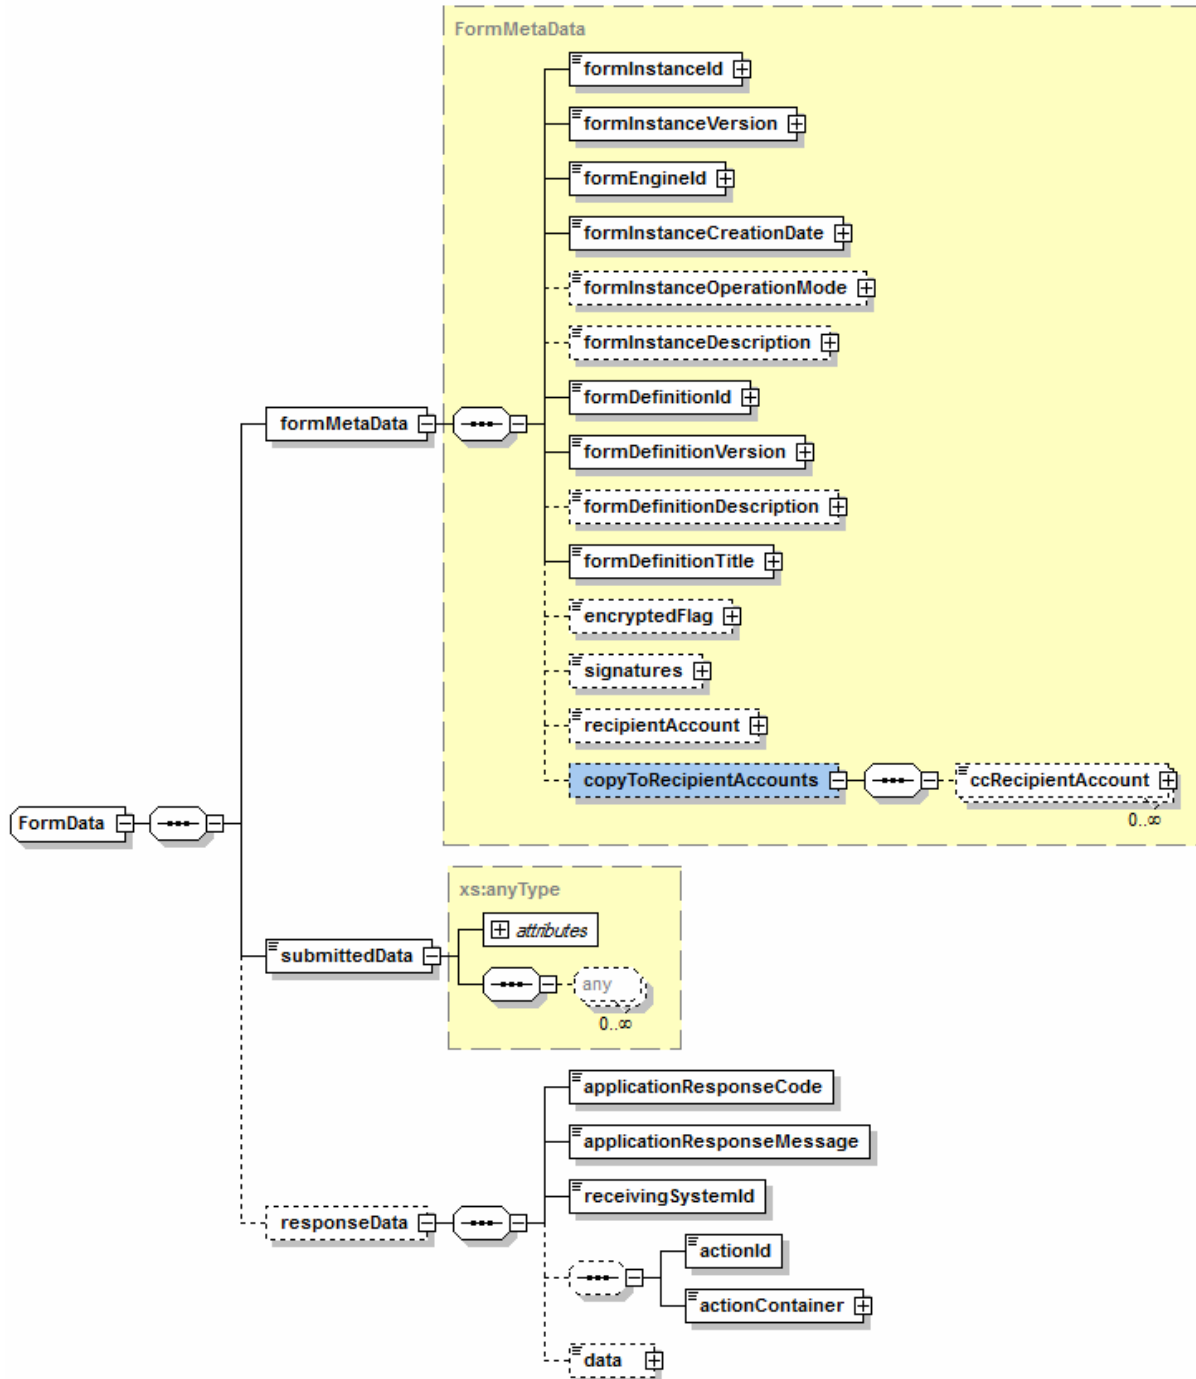 FormMetaData
formInstanceId
formInstanceVersion
formEngineId
formInstanceCreationDate
formInstanceOperationMode
formInstanceDescription
formDefinitionId
formMetaData
formDefinitionVersion
formDefinitionDescription
formDefinitionTitle
encryptedFlag
signatures
recipientAccount
copyToRecipientAccounts
ccRecipientAccount
0..∞
FormData
xs:anyType
attributes
submittedData
any
0..∞
applicationResponseCode
applicationResponseMessage
receivingSystemId
responseData
actionId
actionContainer
data